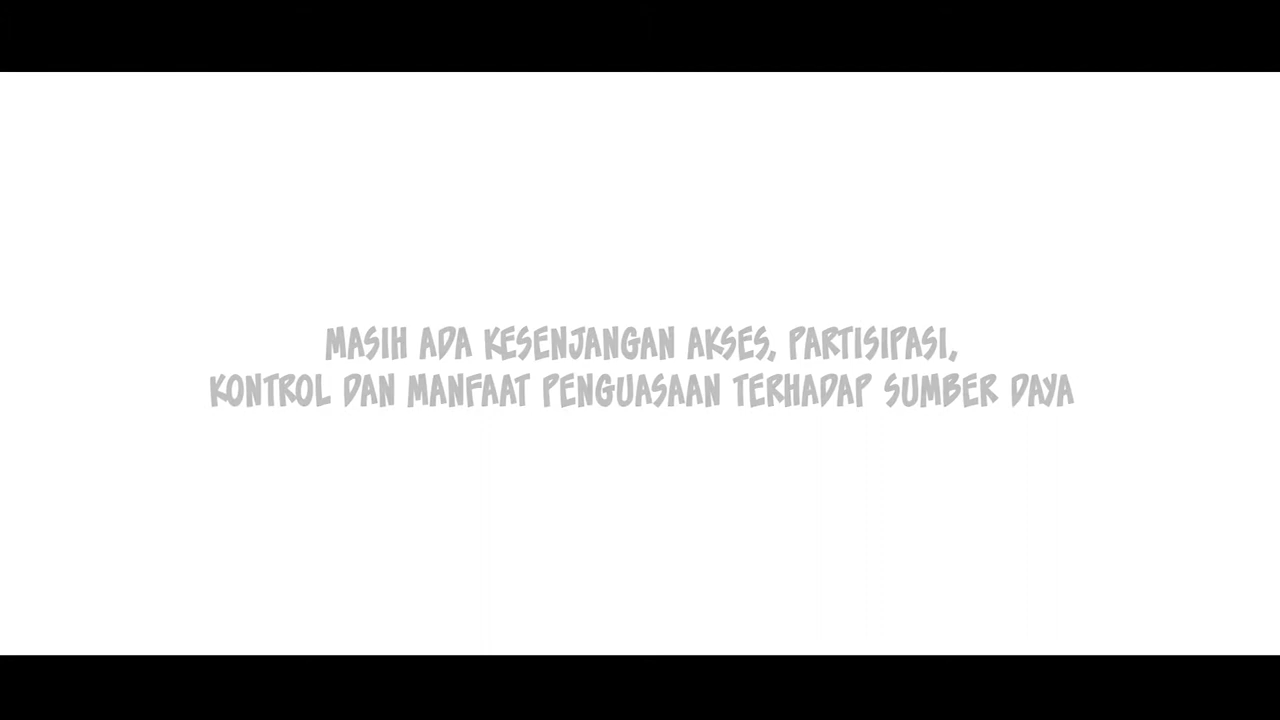 MASIH ADA KESENJANGAN AKSES, PARTISIPASI,
KONTROL DAN MANFAAT PENGUASAAN TERHADAP SUMBER DAYA